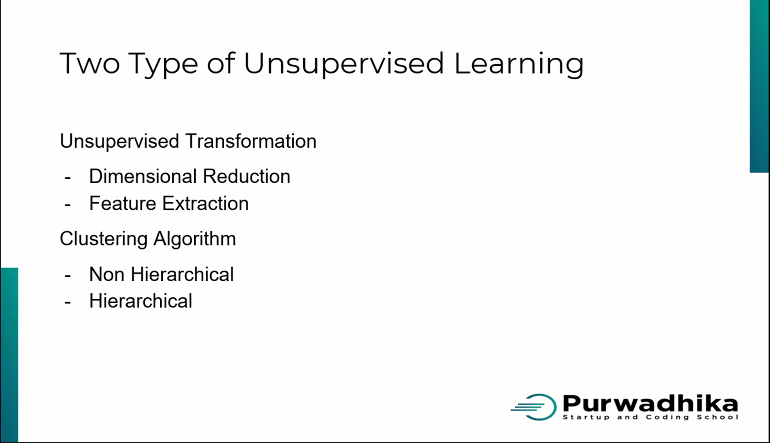 Two Type of Unsupervised Learning
Unsupervised Transformation
- Dimensional Reduction
- Feature Extraction
Clustering Algorithm
- Non Hierarchical
- Hierarchical
Purwadhika
Startup and Coding School